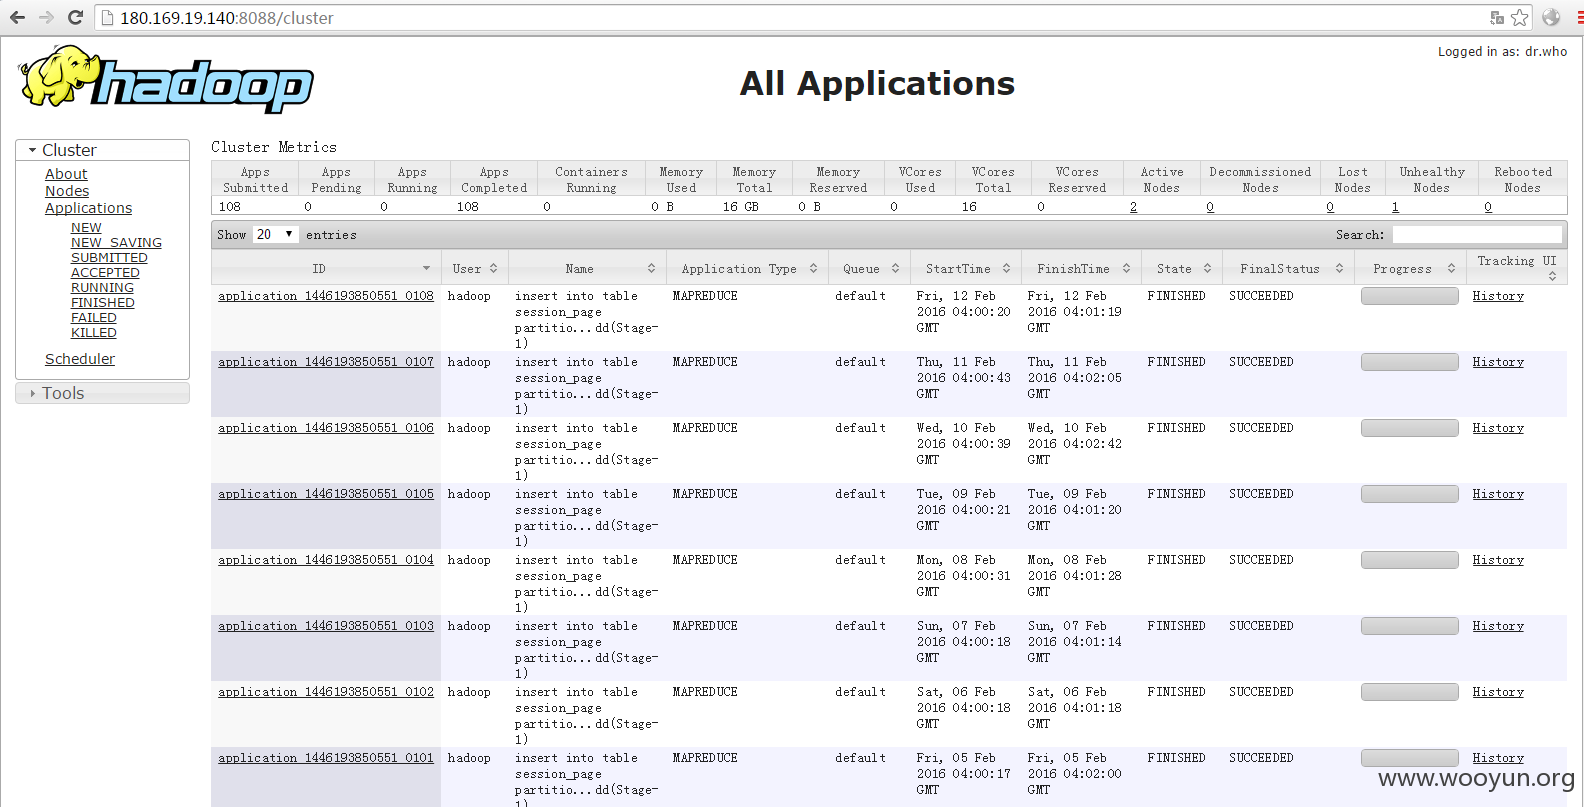 180.169.19.140:8088/cluster
Logged in as: dr.who
hadoop
All Applications
Cluster
About
Nodes
Applications
NEW
NEW_SAVING
SUBMITTED
ACCEPTED
RUNNING
FINISHED
FAILED
KILLED
Scheduler
Tools
Cluster Metrics
Apps Submitted Apps Pending Apps Running Apps Completed Containers Running Memory Used Memory Total Memory Reserved VCores Used VCores Total VCores Reserved Active Nodes Decommissioned Nodes Lost Nodes Unhealthy Nodes Rebooted Nodes
108 0 0 108 0 0 B 16 GB 0 B 0 16 0 2 0 0 1 0
Show 20 entries Search:
ID User Name Application Type Queue StartTime FinishTime State FinalStatus Progress Tracking UI
application_1446193850551_0108 hadoop insert into table MAPREDUCE default Fri, 12 Feb Fri, 12 Feb FINISHED SUCCEEDED History
session_page 2016 04:00:20 2016 04:01:19
partitio...dd(Stage- GMT GMT
1)
application_1446193850551_0107 hadoop insert into table MAPREDUCE default Thu, 11 Feb Thu, 11 Feb FINISHED SUCCEEDED History
session_page 2016 04:00:43 2016 04:02:05
partitio...dd(Stage- GMT GMT
1)
application_1446193850551_0106 hadoop insert into table MAPREDUCE default Wed, 10 Feb Wed, 10 Feb FINISHED SUCCEEDED History
session_page 2016 04:00:39 2016 04:02:42
partitio...dd(Stage- GMT GMT
1)
application_1446193850551_0105 hadoop insert into table MAPREDUCE default Tue, 09 Feb Tue, 09 Feb FINISHED SUCCEEDED History
session_page 2016 04:00:21 2016 04:01:20
partitio...dd(Stage- GMT GMT
1)
application_1446193850551_0104 hadoop insert into table MAPREDUCE default Mon, 08 Feb Mon, 08 Feb FINISHED SUCCEEDED History
session_page 2016 04:00:31 2016 04:01:28
partitio...dd(Stage- GMT GMT
1)
application_1446193850551_0103 hadoop insert into table MAPREDUCE default Sun, 07 Feb Sun, 07 Feb FINISHED SUCCEEDED History
session_page 2016 04:00:18 2016 04:01:14
partitio...dd(Stage- GMT GMT
1)
application_1446193850551_0102 hadoop insert into table MAPREDUCE default Sat, 06 Feb Sat, 06 Feb FINISHED SUCCEEDED History
session_page 2016 04:00:18 2016 04:01:18
partitio...dd(Stage- GMT GMT
1)
application_1446193850551_0101 hadoop insert into table MAPREDUCE default Fri, 05 Feb Fri, 05 Feb FINISHED SUCCEEDED History
session_page 2016 04:00:17 2016 04:02:00
partitio...dd(Stage- GMT GMT
1)
www.wooyun.org